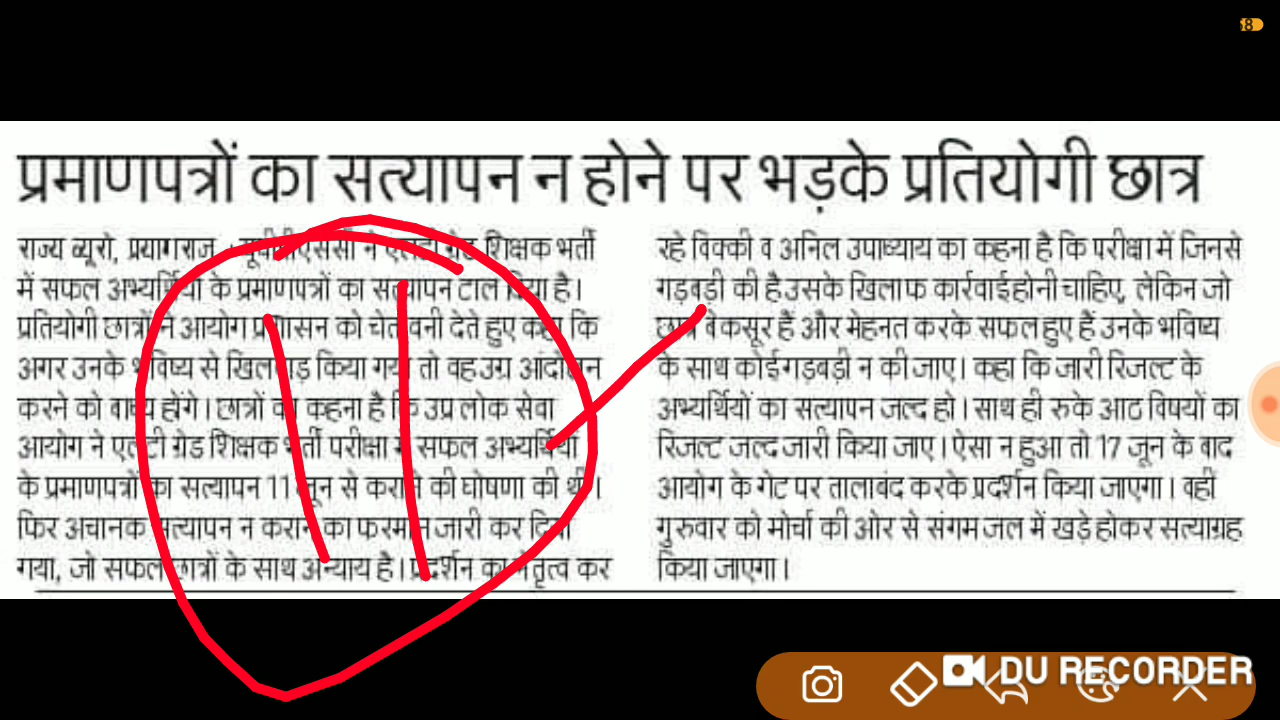 8
प्रमाणपत्रों का सत्यापन न होने पर भड़के प्रतियोगी छात्र
राज्य ब्यूरो, प्रयागराज : यूपीपीएससी ने एलटी ग्रेड शिक्षक भर्ती
में सफल अभ्यर्थियों के प्रमाणपत्रों का सत्यापन टाल दिया है।
प्रतियोगी छात्रों ने आयोग प्रशासन को चेतावनी देते हुए कहा कि
अगर उनके भविष्य से खिलवाड़ किया गया तो वह उग्र आंदोलन
करने को बाध्य होंगे। छात्रों का कहना है कि उप्र लोक सेवा
आयोग ने एलटी ग्रेड शिक्षक भर्ती परीक्षा में सफल अभ्यर्थियों
के प्रमाणपत्रों का सत्यापन 11 जून से कराने की घोषणा की थी।
फिर अचानक सत्यापन न कराने का फरमान जारी कर दिया
गया, जो सफल छात्रों के साथ अन्याय है। प्रदर्शन का नेतृत्व कर
रहे विक्की व अनिल उपाध्याय का कहना है कि परीक्षा में जिनसे
गड़बड़ी की है उसके खिलाफ कार्रवाई होनी चाहिए, लेकिन जो
छात्र बेकसूर हैं और मेहनत करके सफल हुए हैं उनके भविष्य
के साथ कोई गड़बड़ी न की जाए। कहा कि जारी रिजल्ट के
अभ्यर्थियों का सत्यापन जल्द हो। साथ ही रुके आठ विषयों का
रिजल्ट जल्द जारी किया जाए। ऐसा न हुआ तो 17 जून के बाद
आयोग के गेट पर तालाबंद करके प्रदर्शन किया जाएगा। वहीं
गुरुवार को मोर्चा की ओर से संगम जल में खड़े होकर सत्याग्रह
किया जाएगा।
DU RECORDER